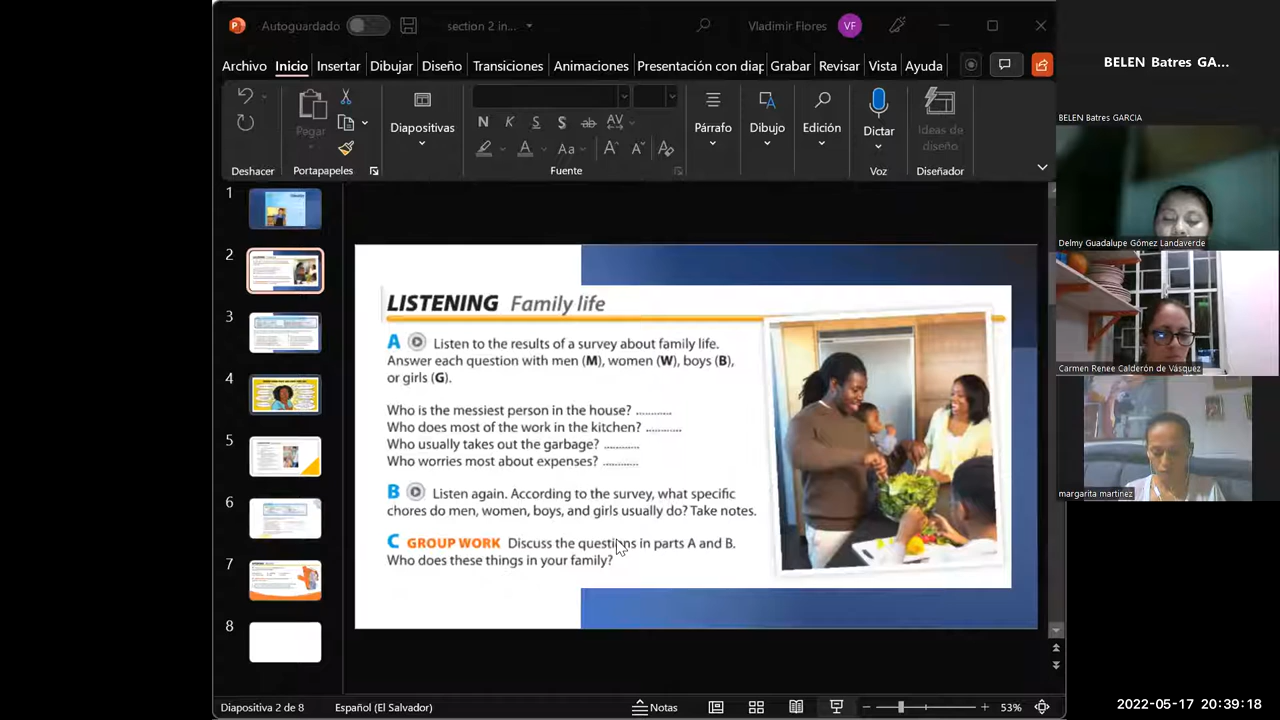 Autoguardado
section 2 in...
Vladimir Flores
VF
Archivo Inicio Insertar Dibujar Diseño Transiciones Animaciones Presentación con diap Grabar Revisar Vista Ayuda
Pegar
Diapositivas
N K S S ab AV
A Aa A A
Párrafo
Dibujo
Edición
Dictar
Ideas de
diseño
Deshacer
Portapapeles
Fuente
Voz
Diseñador
1
2
3
4
5
6
7
8
LISTENING Family life
A Listen to the results of a survey about family life.
Answer each question with men (M), women (W), boys (B),
or girls (G).
Who is the messiest person in the house? ............
Who does most of the work in the kitchen? ............
Who usually takes out the garbage? ............
Who worries most about expenses? ............
B Listen again. According to the survey, what specific
chores do men, women, boys, and girls usually do? Take notes.
C GROUP WORK Discuss the questions in parts A and B.
Who does these things in your family?
Diapositiva 2 de 8
Español (El Salvador)
Notas
53%
BELEN Batres GA...
BELEN Batres GARCIA
Delmy Guadalupe Gómez Landaverde
Carmen Renee Calderón de Vásquez
margarita martinez
2022-05-17 20:39:18